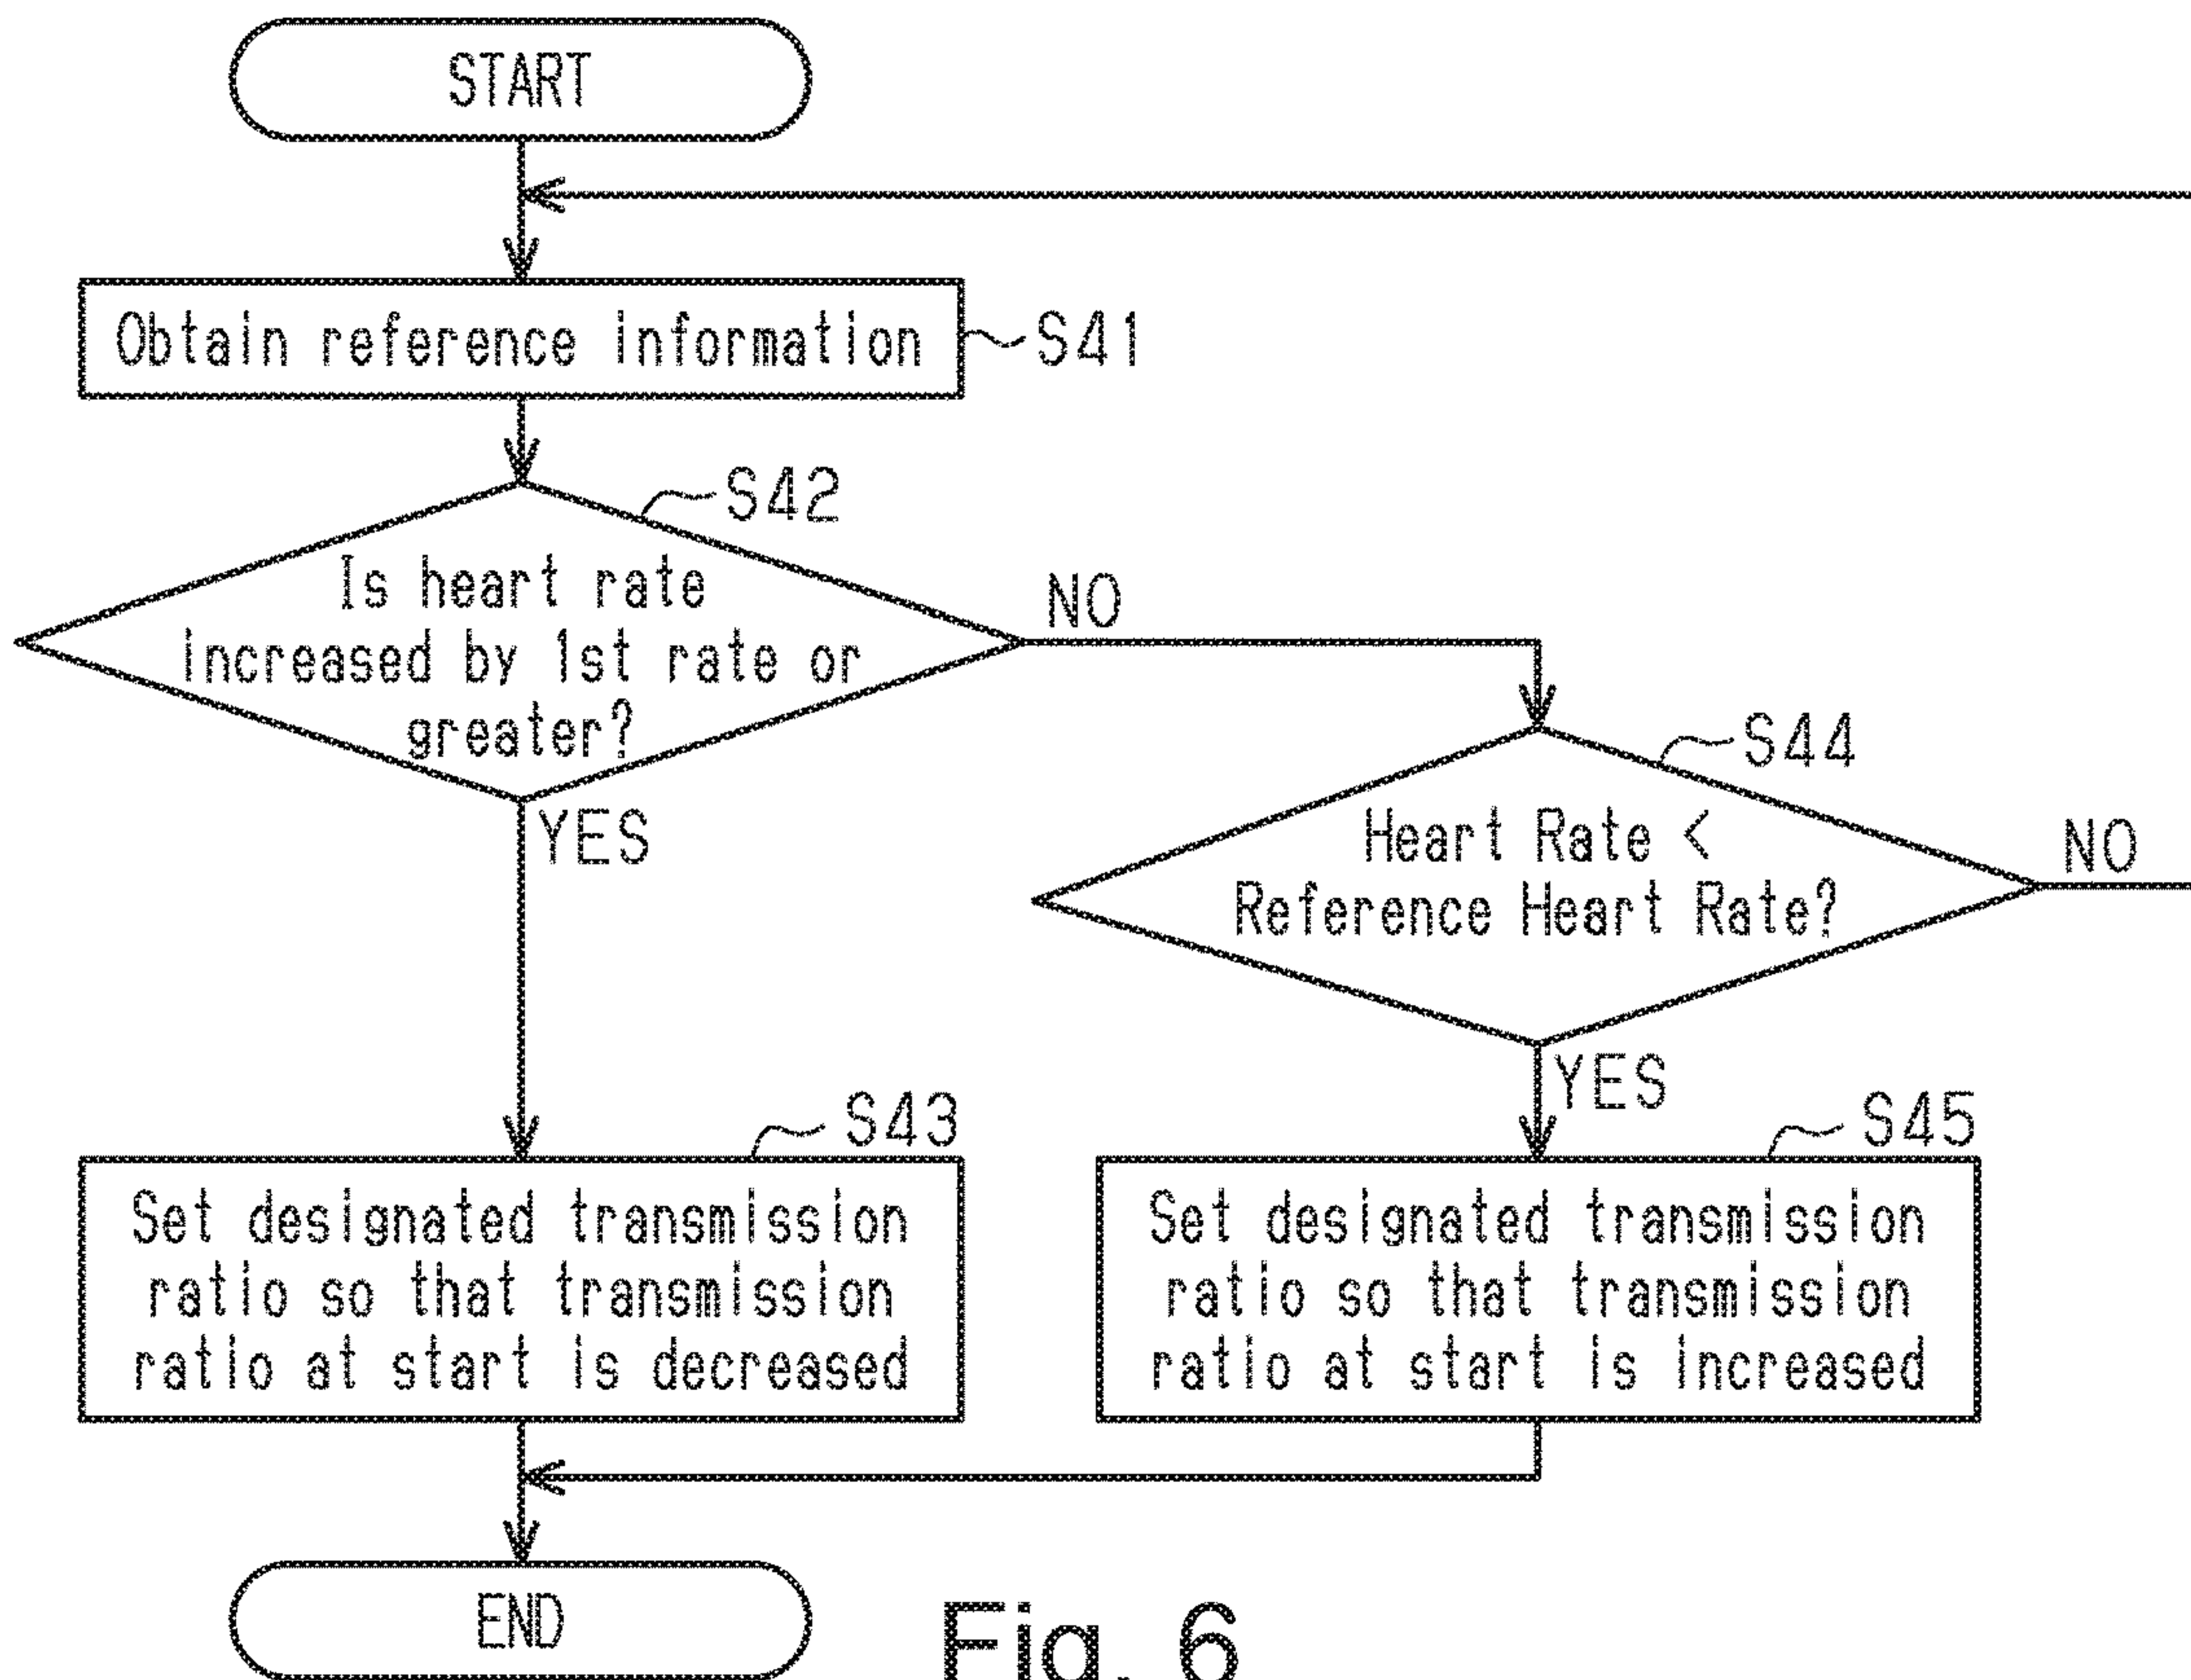 START
Obtain reference information
S41
S42
Is heart rate
increased by 1st rate or
greater?
NO
YES
S44
Heart Rate <
Reference Heart Rate?
NO
YES
S43
Set designated transmission
ratio so that transmission
ratio at start is decreased
S45
Set designated transmission
ratio so that transmission
ratio at start is increased
END
Fig. 6